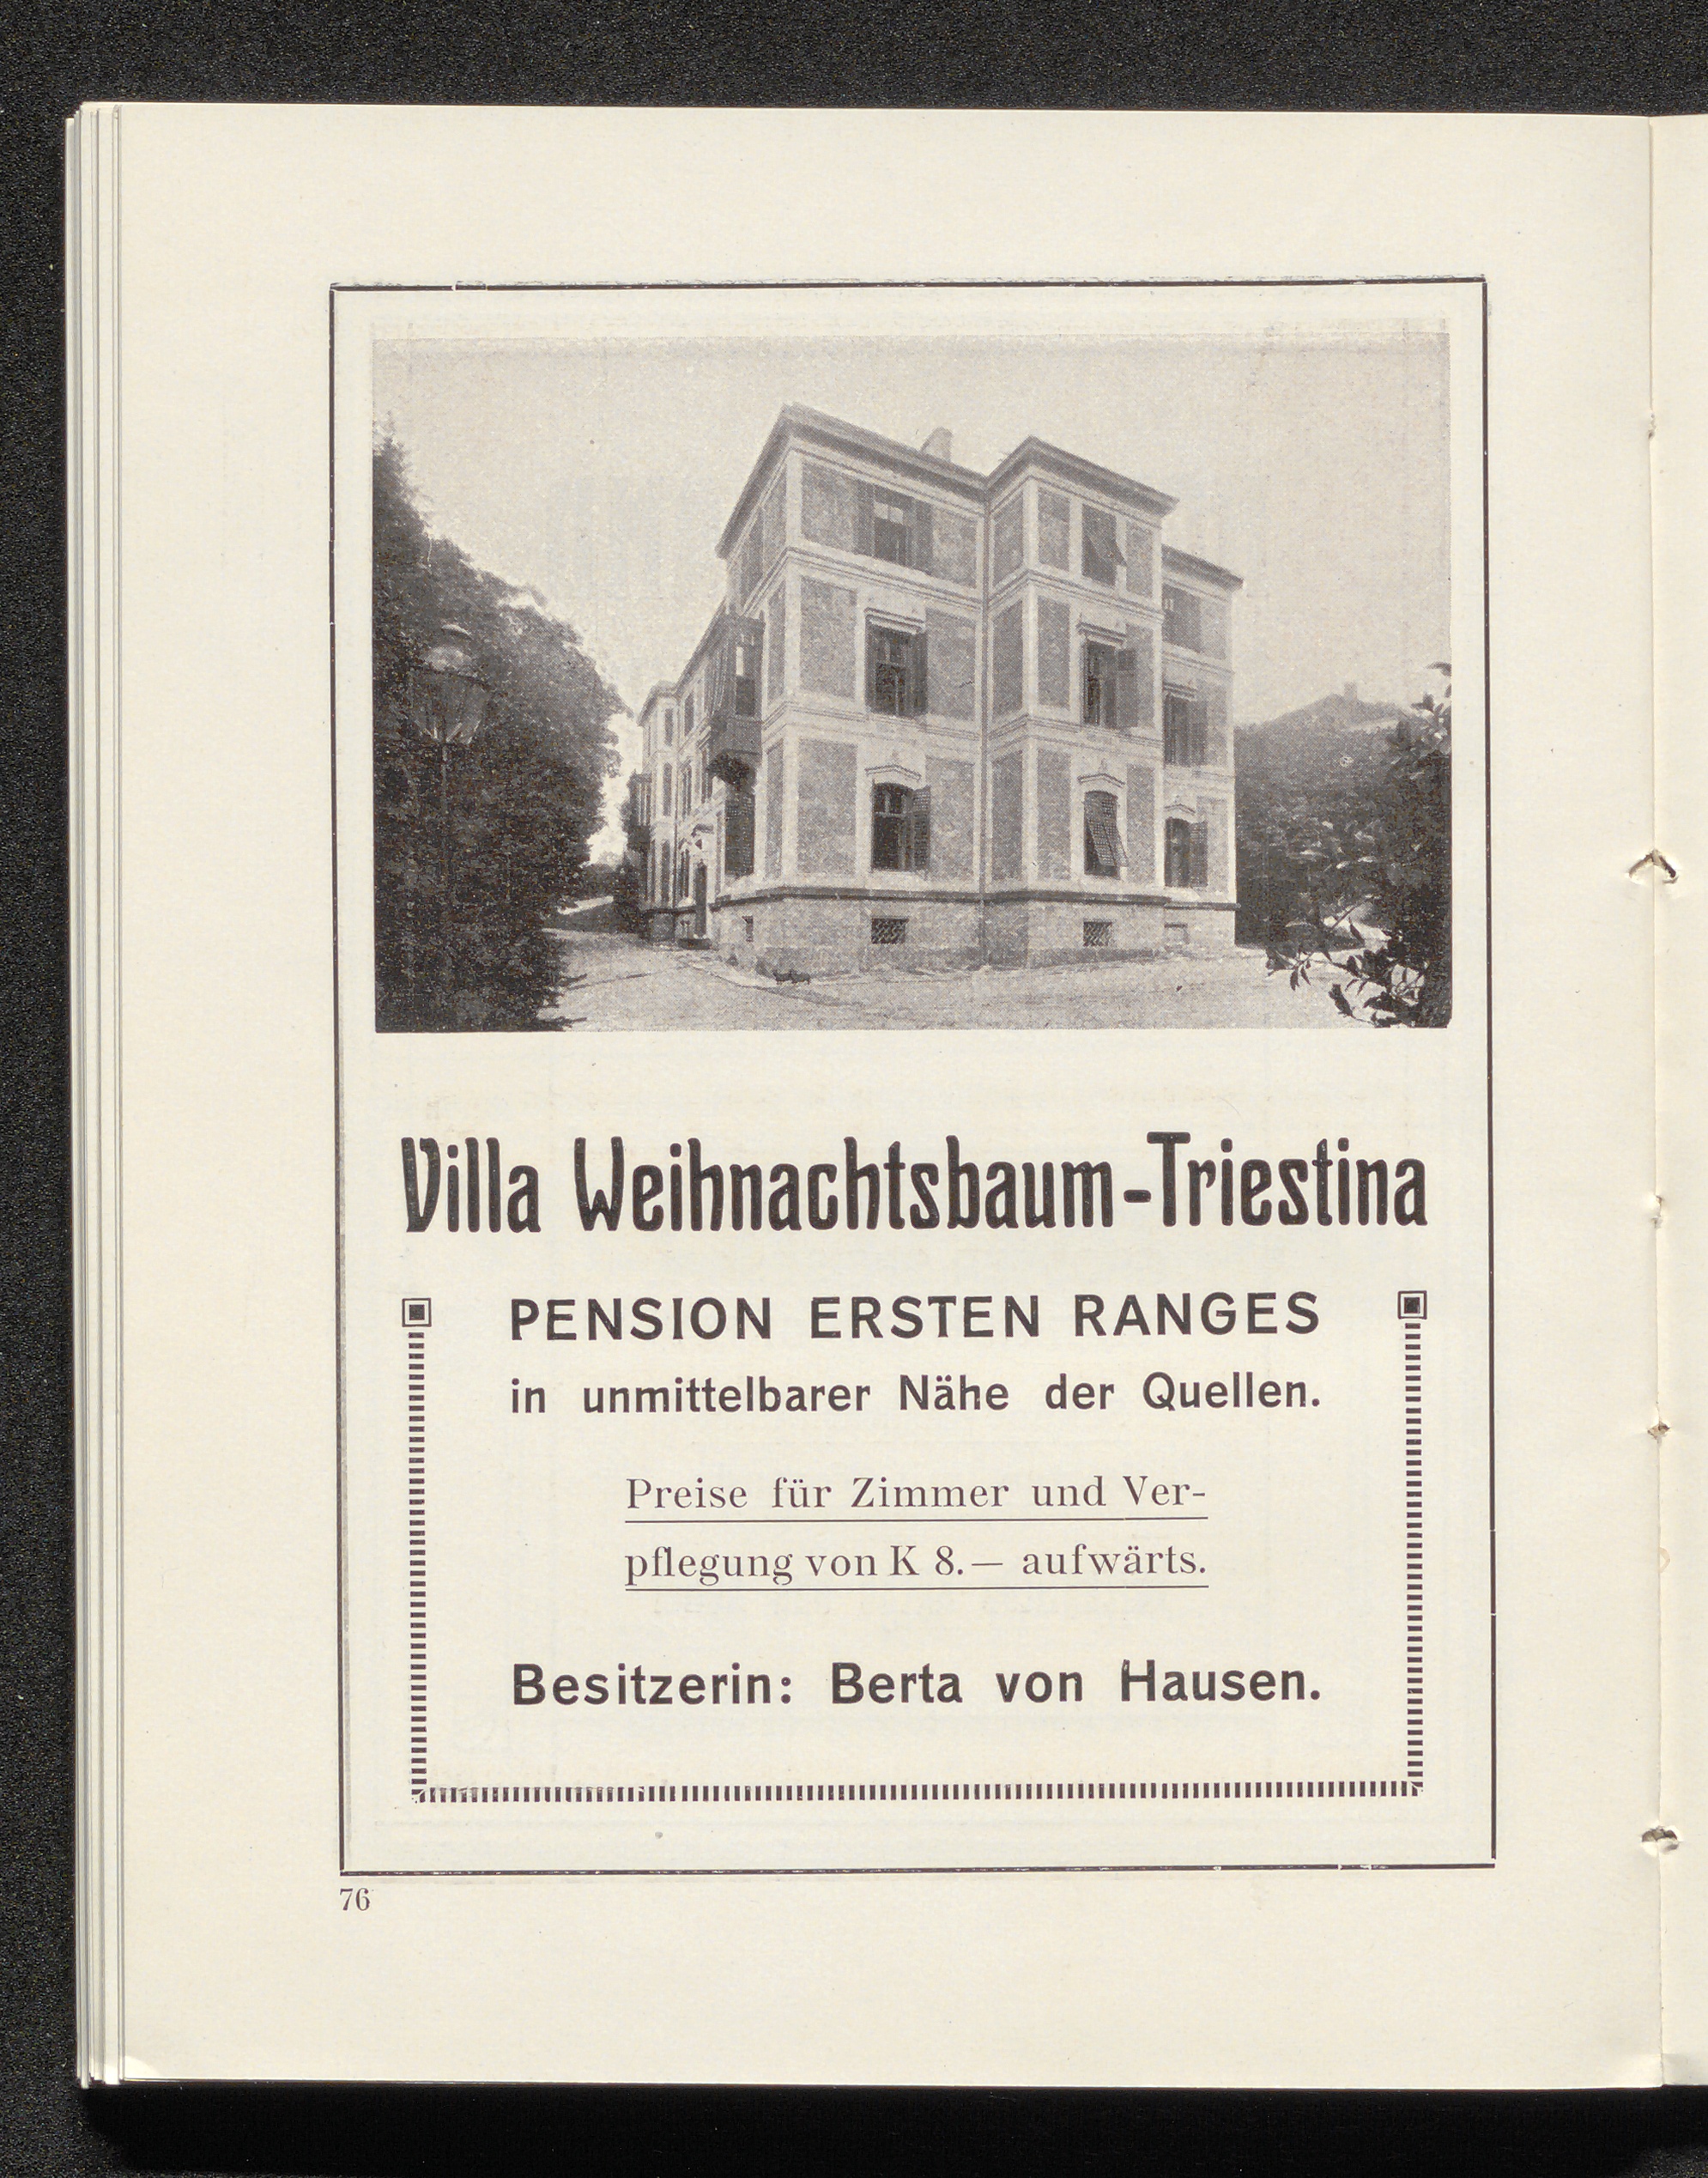 Villa Weihnachtsbaum-Triestina
PENSION ERSTEN RANGES
in unmittelbarer Nähe der Quellen.
Preise für Zimmer und Ver-
pflegung von K 8.— aufwärts.
Besitzerin: Berta von Hausen.
76